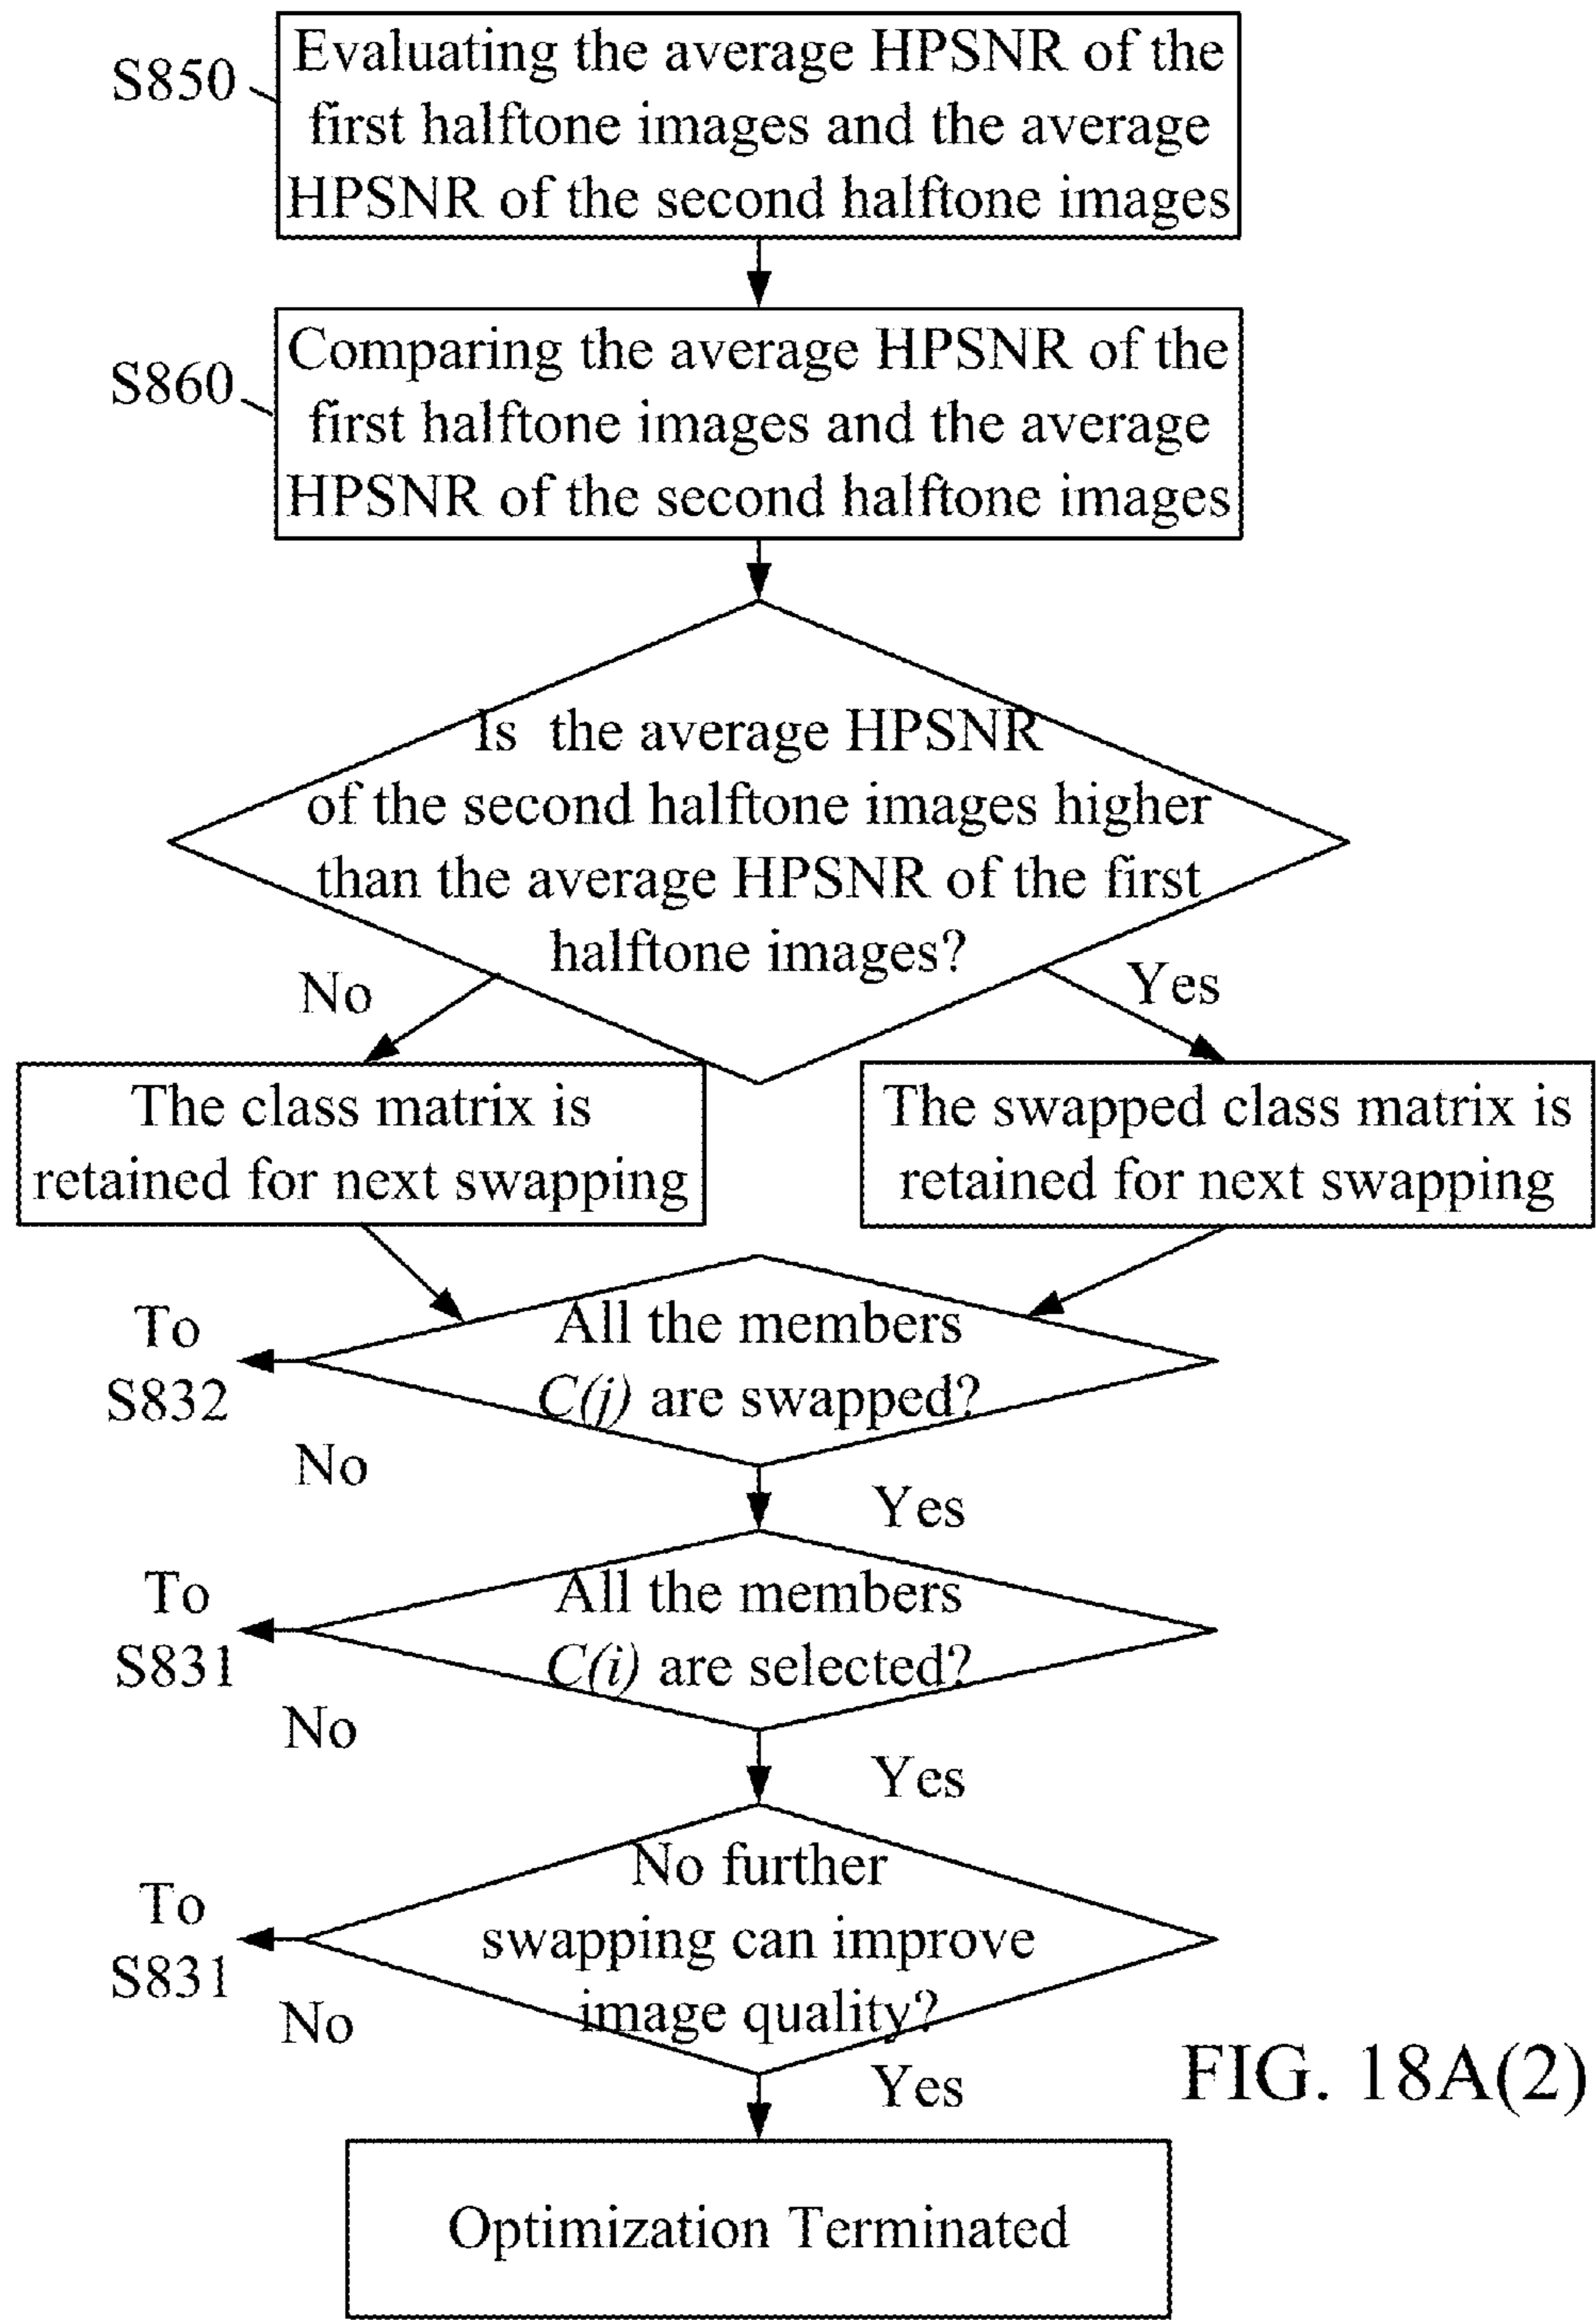 S850
Evaluating the average HPSNR of the
first halftone images and the average
HPSNR of the second halftone images
S860
Comparing the average HPSNR of the
first halftone images and the average
HPSNR of the second halftone images
Is the average HPSNR
of the second halftone images higher
than the average HPSNR of the first
halftone images?
No
Yes
The class matrix is
retained for next swapping
The swapped class matrix is
retained for next swapping
To
S832
No
All the members
C(j) are swapped?
Yes
To
S831
No
All the members
C(i) are selected?
Yes
To
S831
No
No further
swapping can improve
image quality?
Yes
FIG. 18A(2)
Optimization Terminated